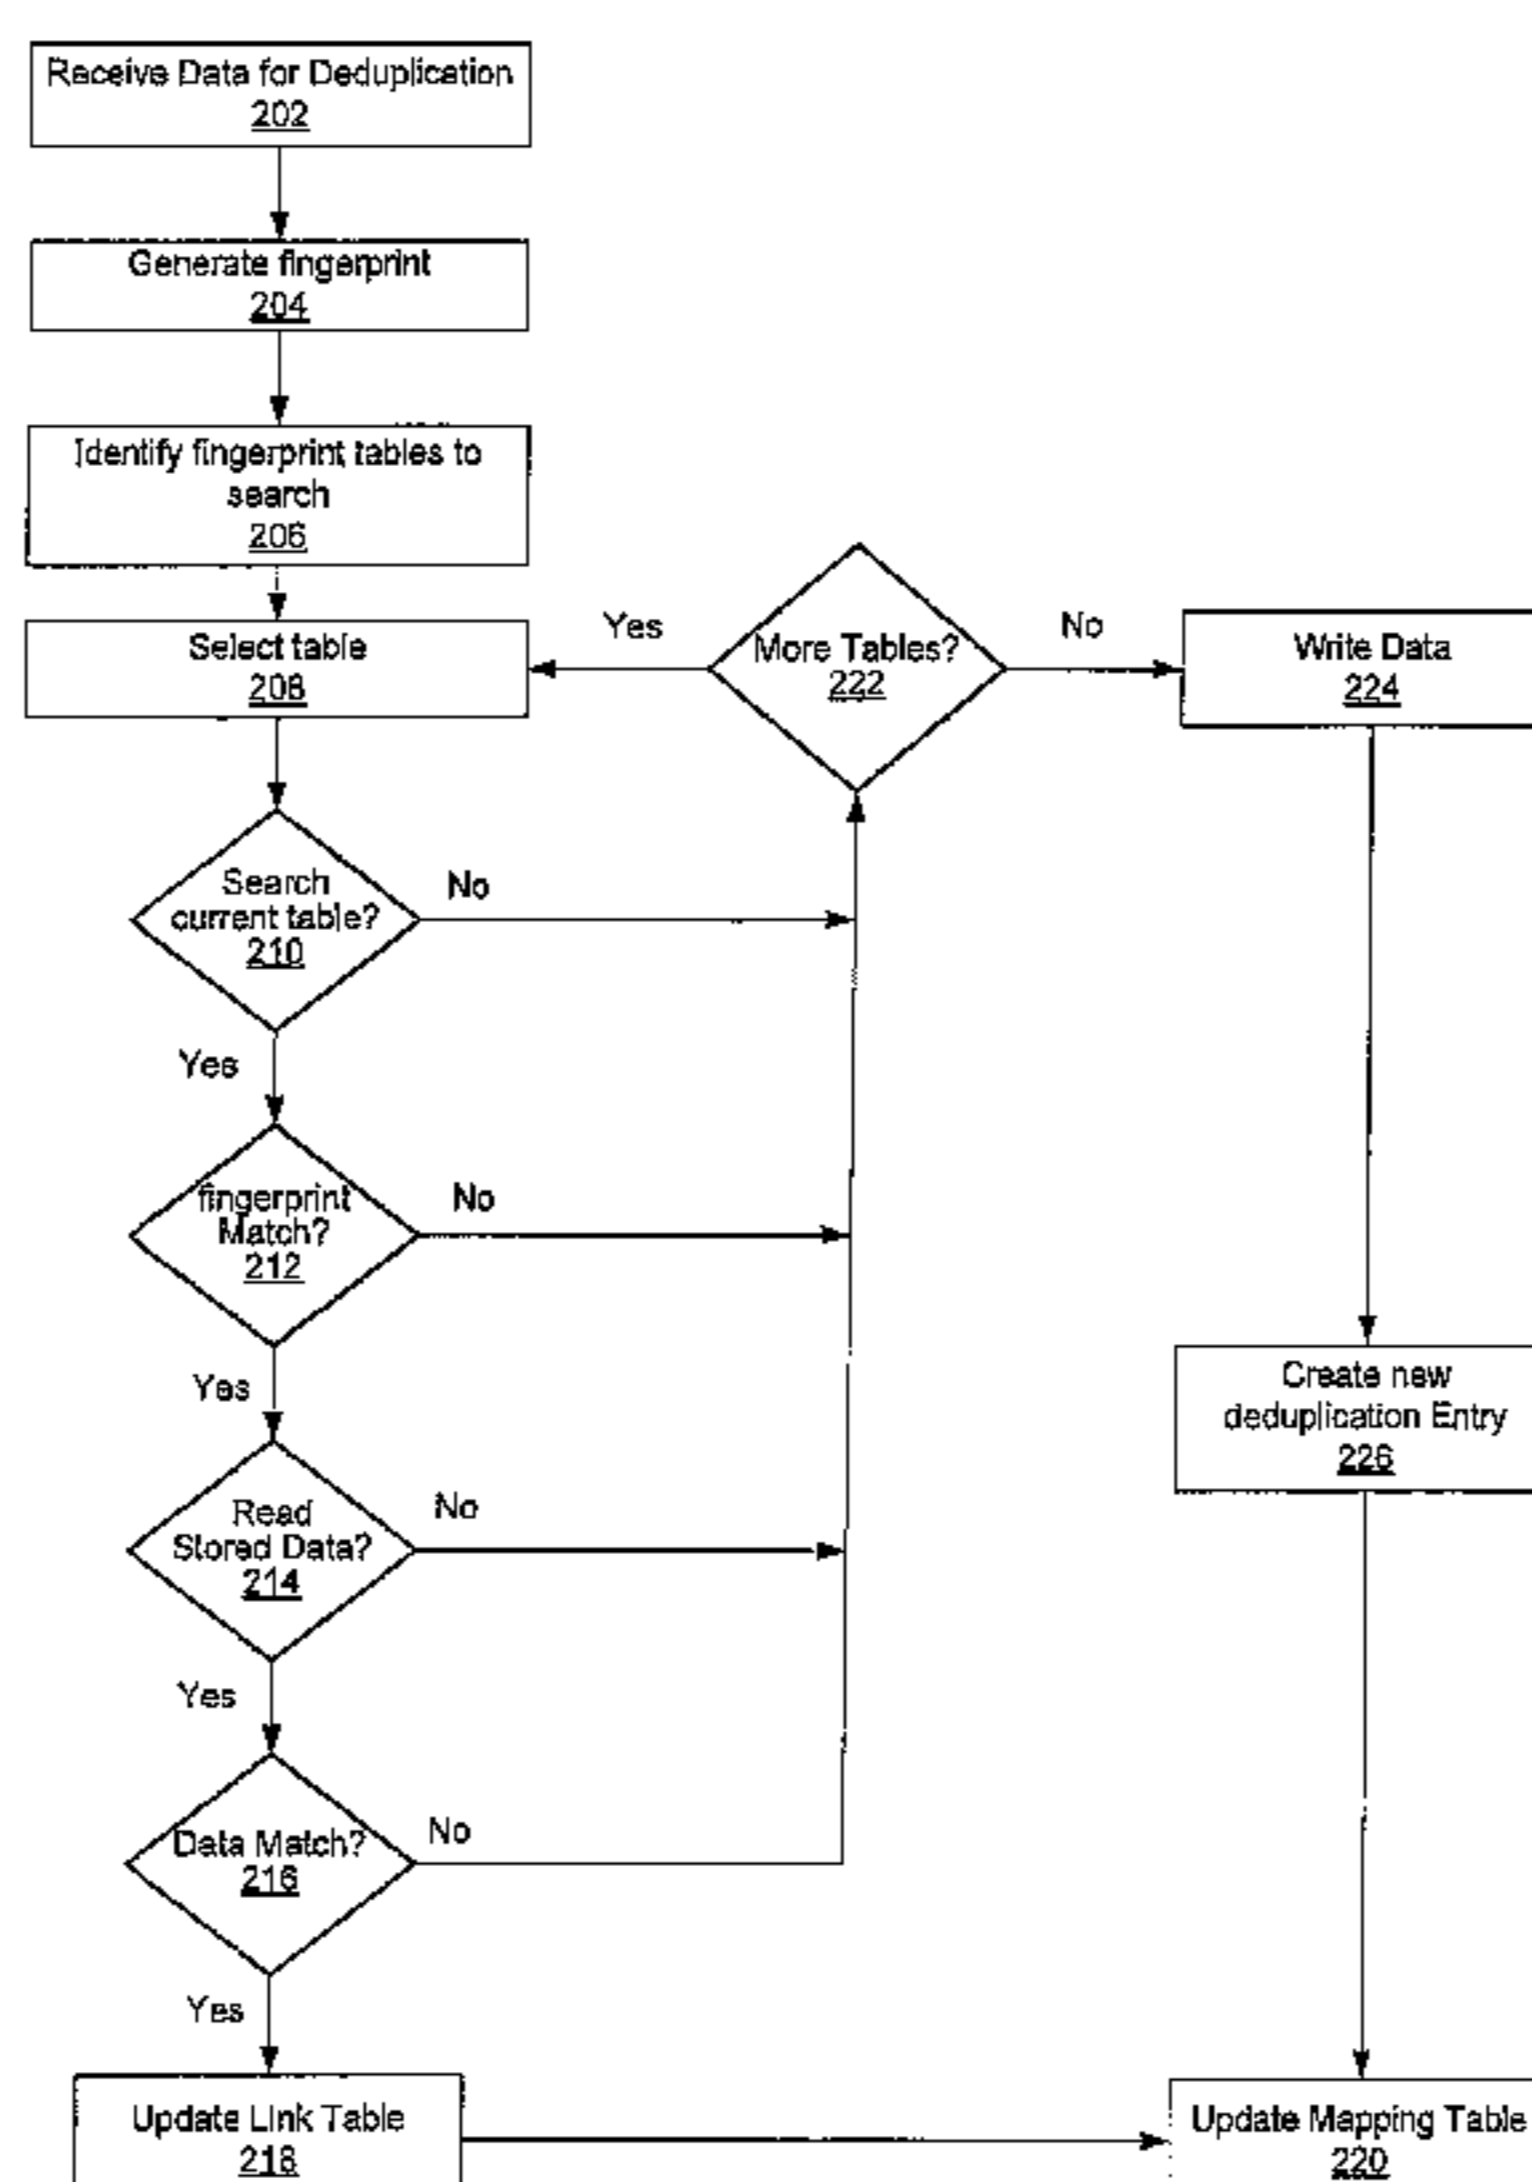 Receive Data for Deduplication
202
Generate fingerprint
204
Identify fingerprint tables to
search
206
Yes
More Tables?
222
No
Write Data
224
Select table
208
Search
current table?
210
No
Yes
fingerprint
Match?
212
No
Yes
Create new
deduplication Entry
226
Read
Stored Data?
214
No
Yes
Data Match?
216
No
Yes
Update Link Table
218
Update Mapping Table
220